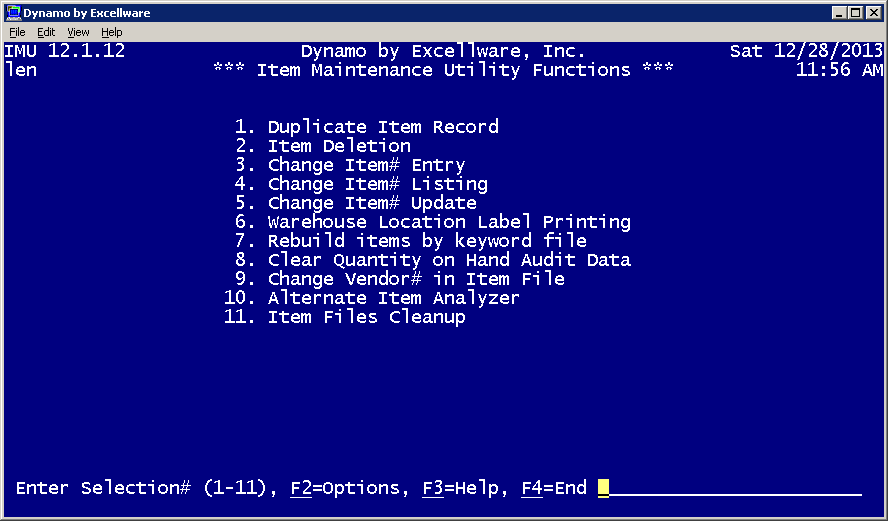 Dynamo by Excellware
File Edit View Help
IMU 12.1.12 Dynamo by Excellware, Inc. Sat 12/28/2013
len *** Item Maintenance Utility Functions *** 11:56 AM
1. Duplicate Item Record
2. Item Deletion
3. Change Item# Entry
4. Change Item# Listing
5. Change Item# Update
6. Warehouse Location Label Printing
7. Rebuild items by keyword file
8. Clear Quantity on Hand Audit Data
9. Change Vendor# in Item File
10. Alternate Item Analyzer
11. Item Files Cleanup
Enter Selection# (1-11), F2=Options, F3=Help, F4=End